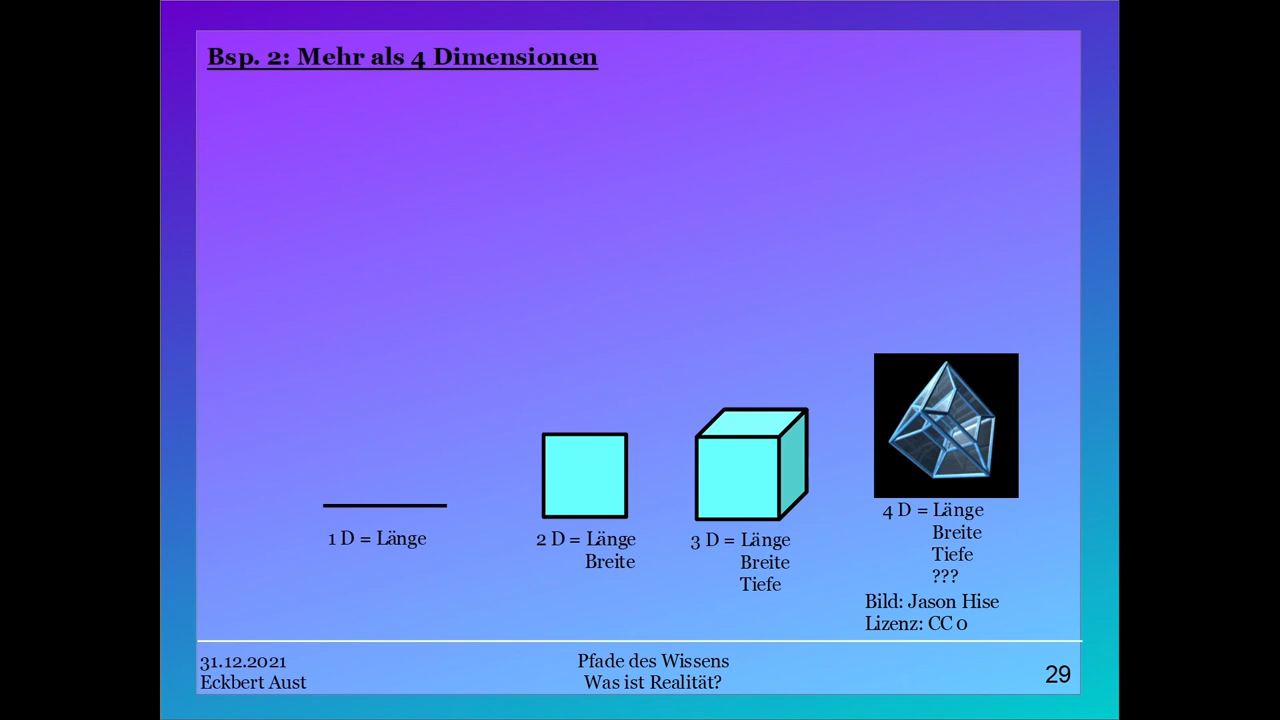 Bsp. 2: Mehr als 4 Dimensionen
1 D = Länge
2 D = Länge
Breite
3 D = Länge
Breite
Tiefe
4 D = Länge
Breite
Tiefe
???
Bild: Jason Hise
Lizenz: CC 0
31.12.2021
Eckbert Aust
Pfade des Wissens
Was ist Realität?
29